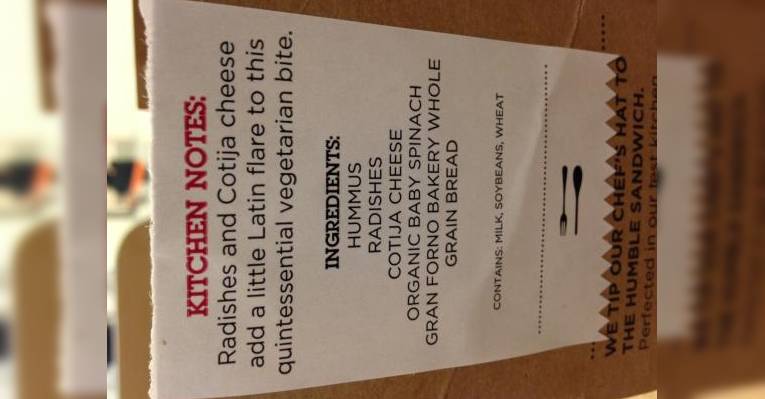 KITCHEN NOTES:
Radishes and Cotija cheese
add a little Latin flare to this
quintessential vegetarian bite.
INGREDIENTS:
HUMMUS
RADISHES
COTIJA CHEESE
ORGANIC BABY SPINACH
GRAN FORNO BAKERY WHOLE
GRAIN BREAD
CONTAINS: MILK, SOYBEANS, WHEAT
WE TIP OUR CHEF'S HAT TO
THE HUMBLE SANDWICH.
Perfected in our test kitchen